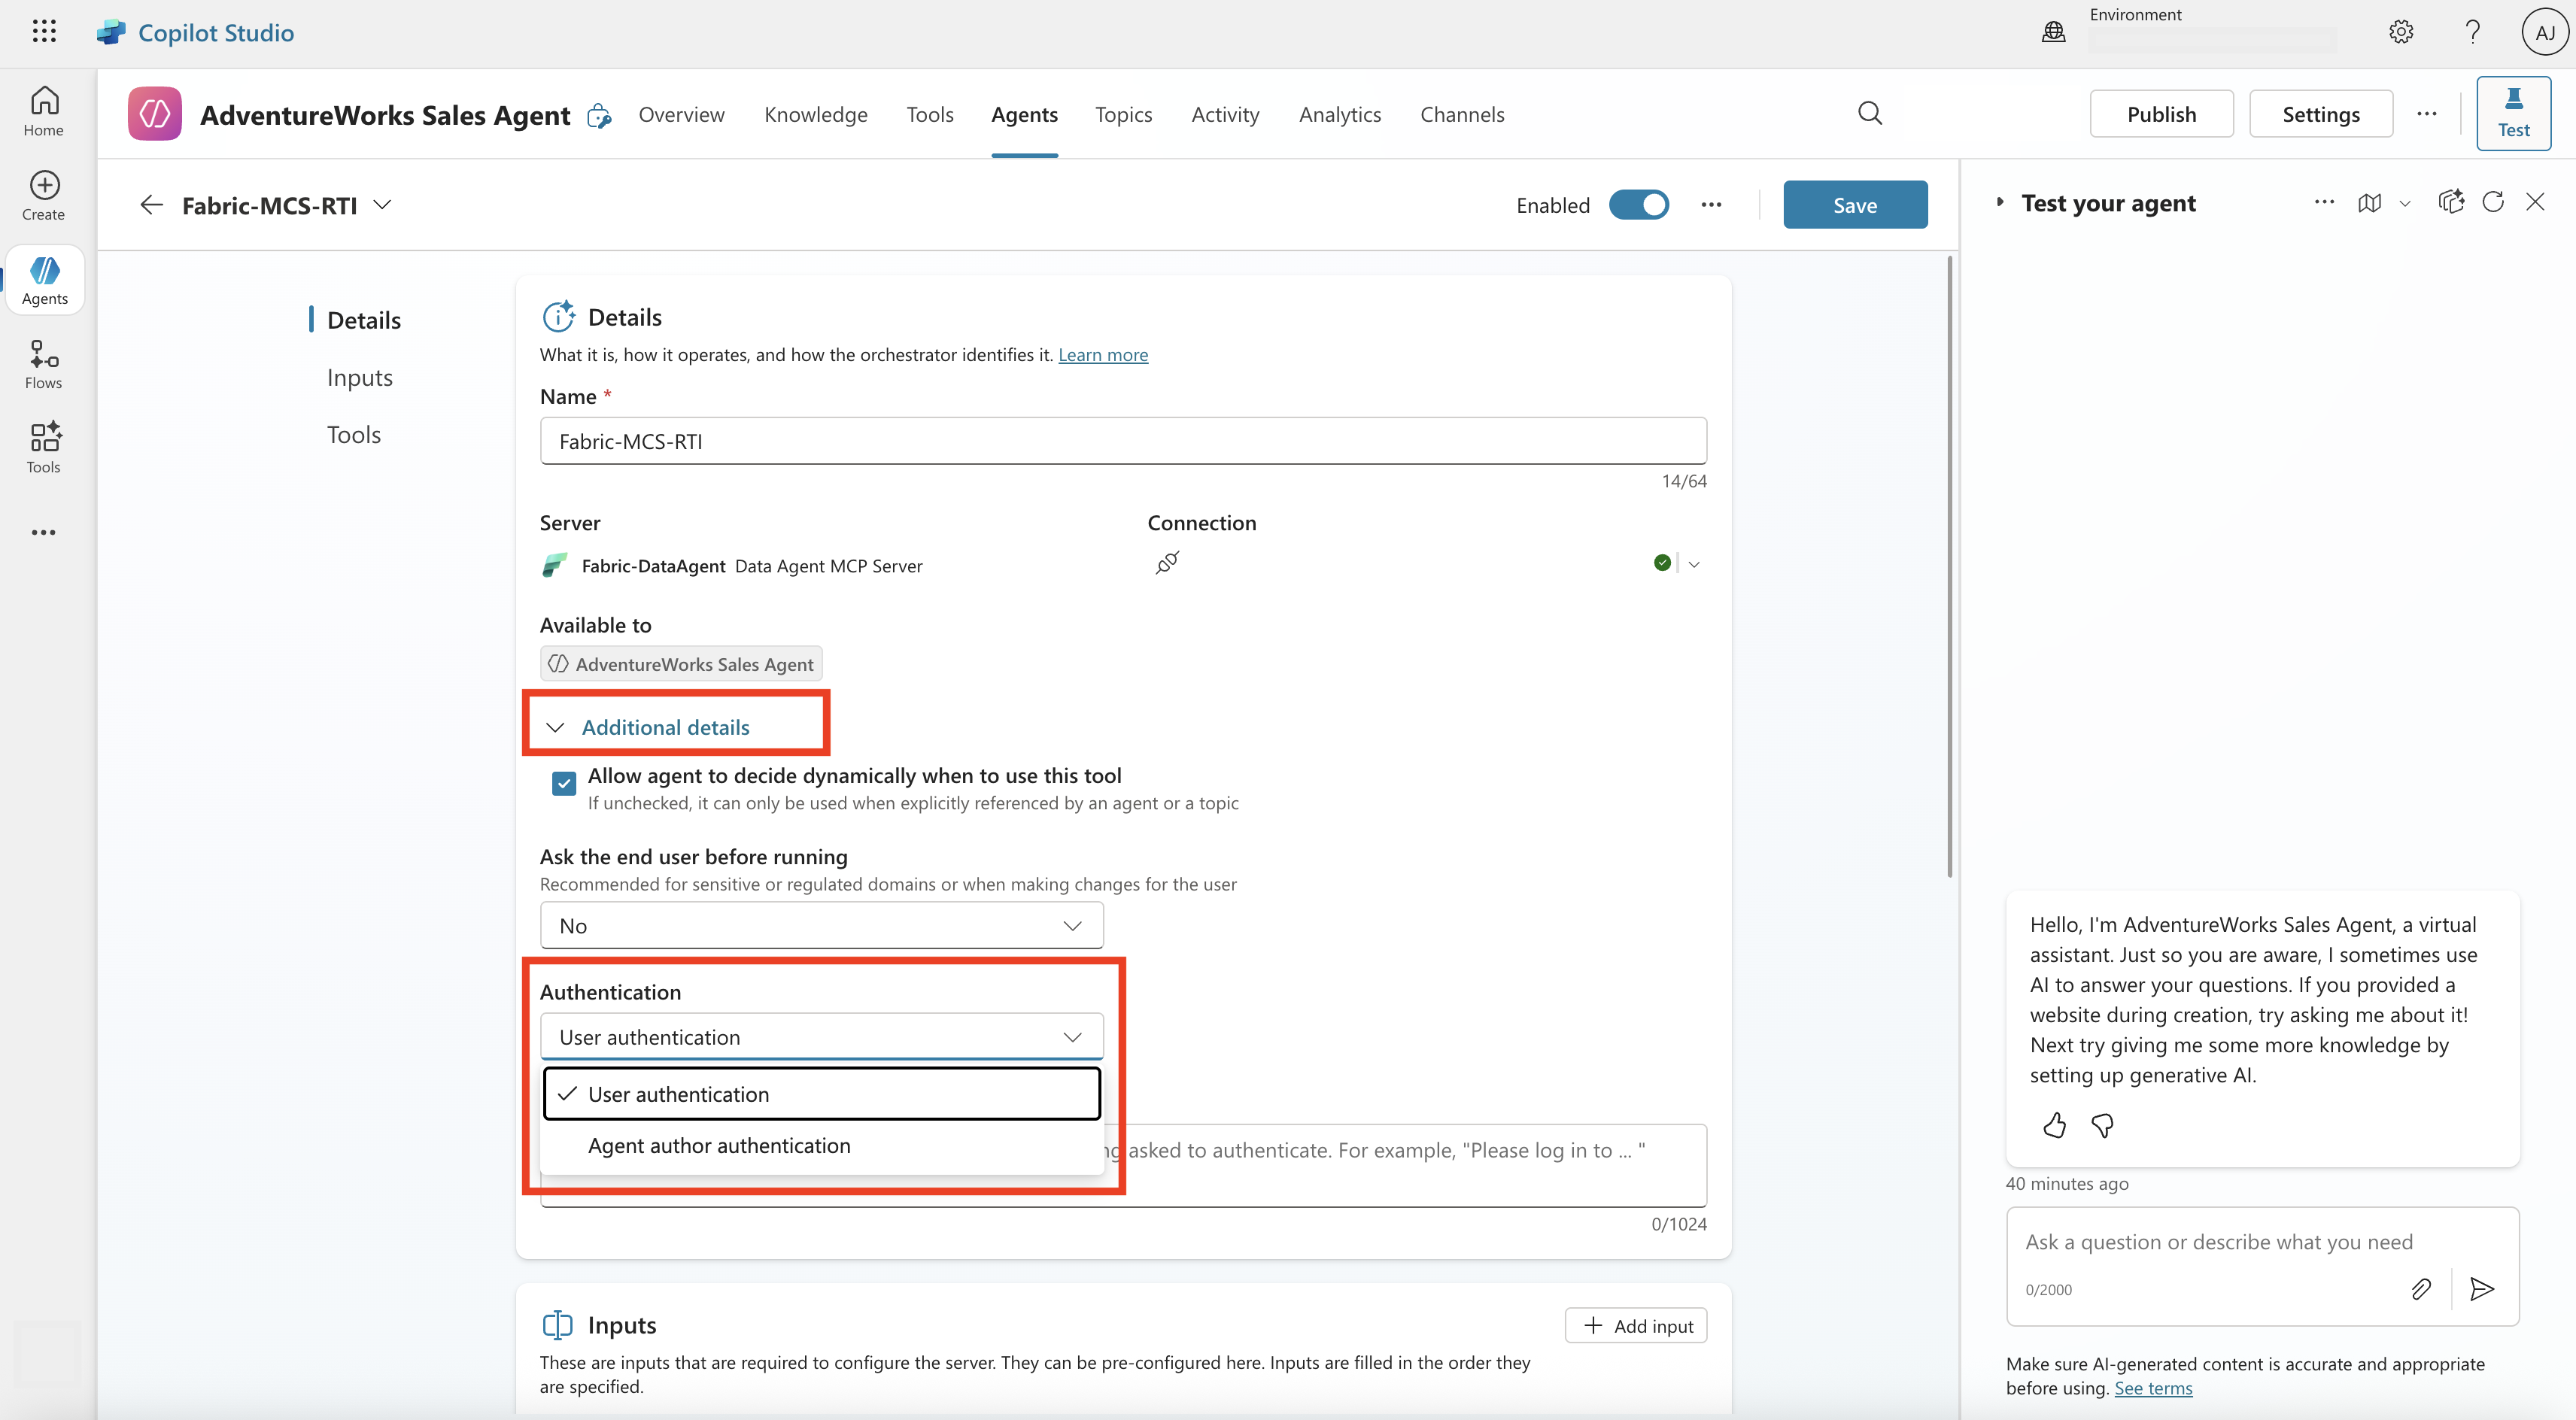 Copilot Studio
Environment
AJ
Home
Create
Agents
Flows
Tools
AdventureWorks Sales Agent
Overview
Knowledge
Tools
Agents
Topics
Activity
Analytics
Channels
Publish
Settings
Test
Fabric-MCS-RTI
Enabled
Save
Details
Inputs
Tools
Details
What it is, how it operates, and how the orchestrator identifies it. Learn more
Name *
Fabric-MCS-RTI
14/64
Server
Connection
Fabric-DataAgent Data Agent MCP Server
Available to
AdventureWorks Sales Agent
Additional details
Allow agent to decide dynamically when to use this tool
If unchecked, it can only be used when explicitly referenced by an agent or a topic
Ask the end user before running
Recommended for sensitive or regulated domains or when making changes for the user
No
Authentication
User authentication
User authentication
Agent author authentication
asked to authenticate. For example, "Please log in to ... "
0/1024
Inputs
Add input
These are inputs that are required to configure the server. They can be pre-configured here. Inputs are filled in the order they
are specified.
Test your agent
Hello, I'm AdventureWorks Sales Agent, a virtual
assistant. Just so you are aware, I sometimes use
AI to answer your questions. If you provided a
website during creation, try asking me about it!
Next try giving me some more knowledge by
setting up generative AI.
40 minutes ago
Ask a question or describe what you need
0/2000
Make sure AI-generated content is accurate and appropriate
before using. See terms